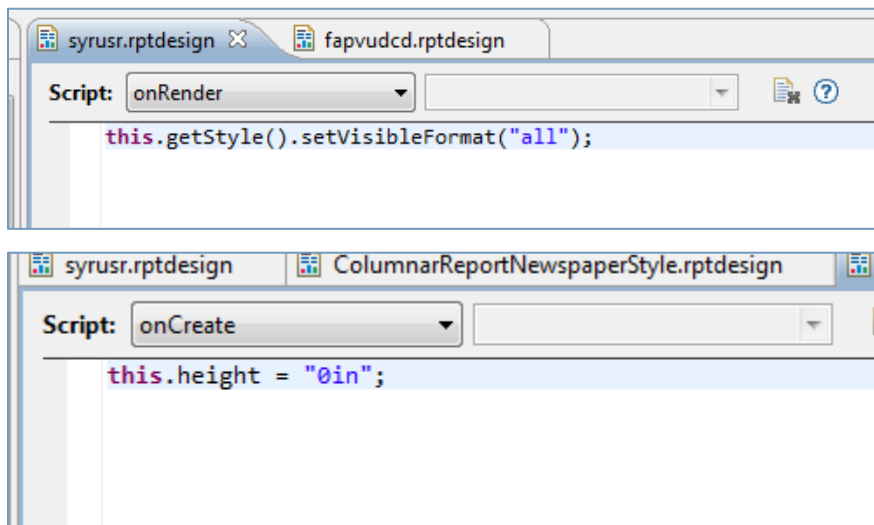 syrusr.rptdesign fapvudcd.rptdesign
Script: onRender
this.getStyle().setVisibleFormat("all");
syrusr.rptdesign ColumnarReportNewspaperStyle.rptdesign
Script: onCreate
this.height = "0in";